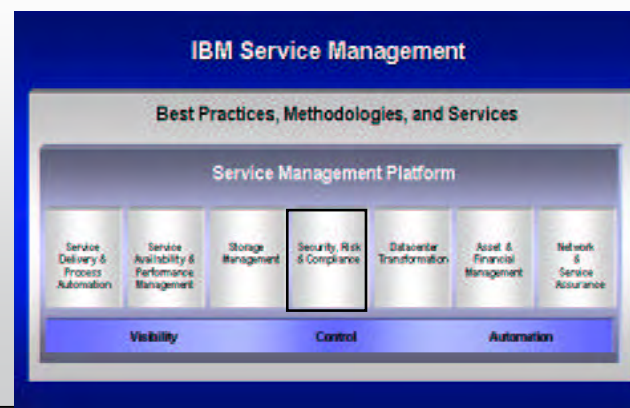 IBM Service Management
Best Practices, Methodologies, and Services
Service Management Platform
Service
Delivery &
Process
Automation
Service
Availability &
Performance
Management
Storage
Management
Security, Risk
& Compliance
Datacenter
Transformation
Asset &
Financial
Management
Network
&
Service
Assurance
Visibility
Control
Automation